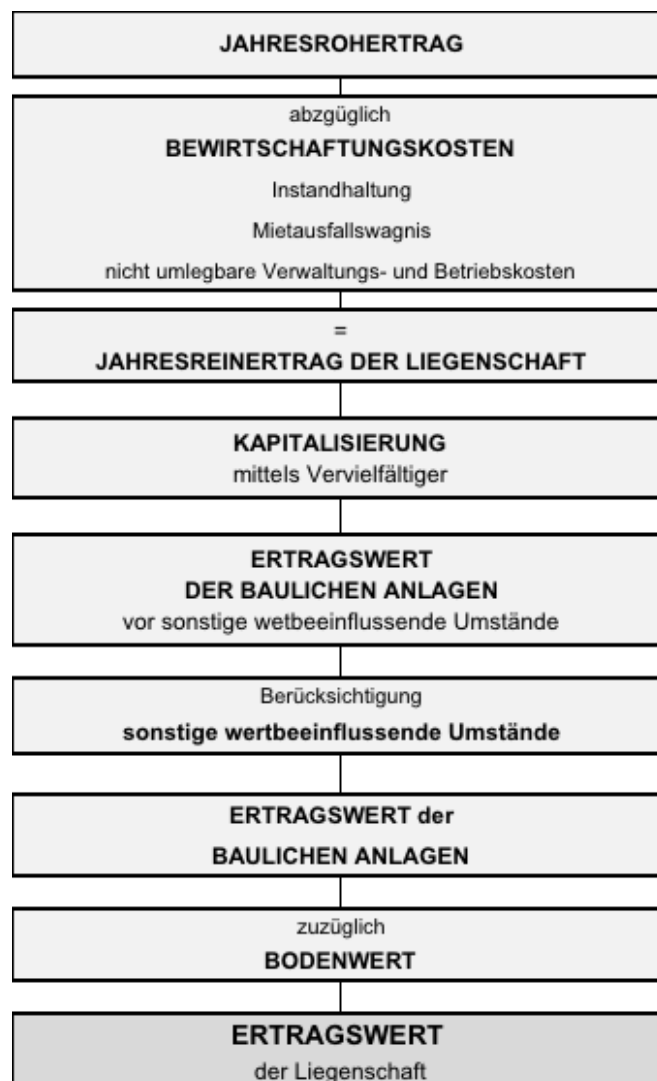 JAHRESROHERTRAG
abzgüglich
BEWIRTSCHAFTUNGSKOSTEN
Instandhaltung
Mietausfallswagnis
nicht umlegbare Verwaltungs- und Betriebskosten
=
JAHRESREINERTRAG DER LIEGENSCHAFT
KAPITALISIERUNG
mittels Vervielfältiger
ERTRAGSWERT
DER BAULICHEN ANLAGEN
vor sonstige wetbeeinflussende Umstände
Berücksichtigung
sonstige wertbeeinflussende Umstände
ERTRAGSWERT der
BAULICHEN ANLAGEN
zuzüglich
BODENWERT
ERTRAGSWERT
der Liegenschaft